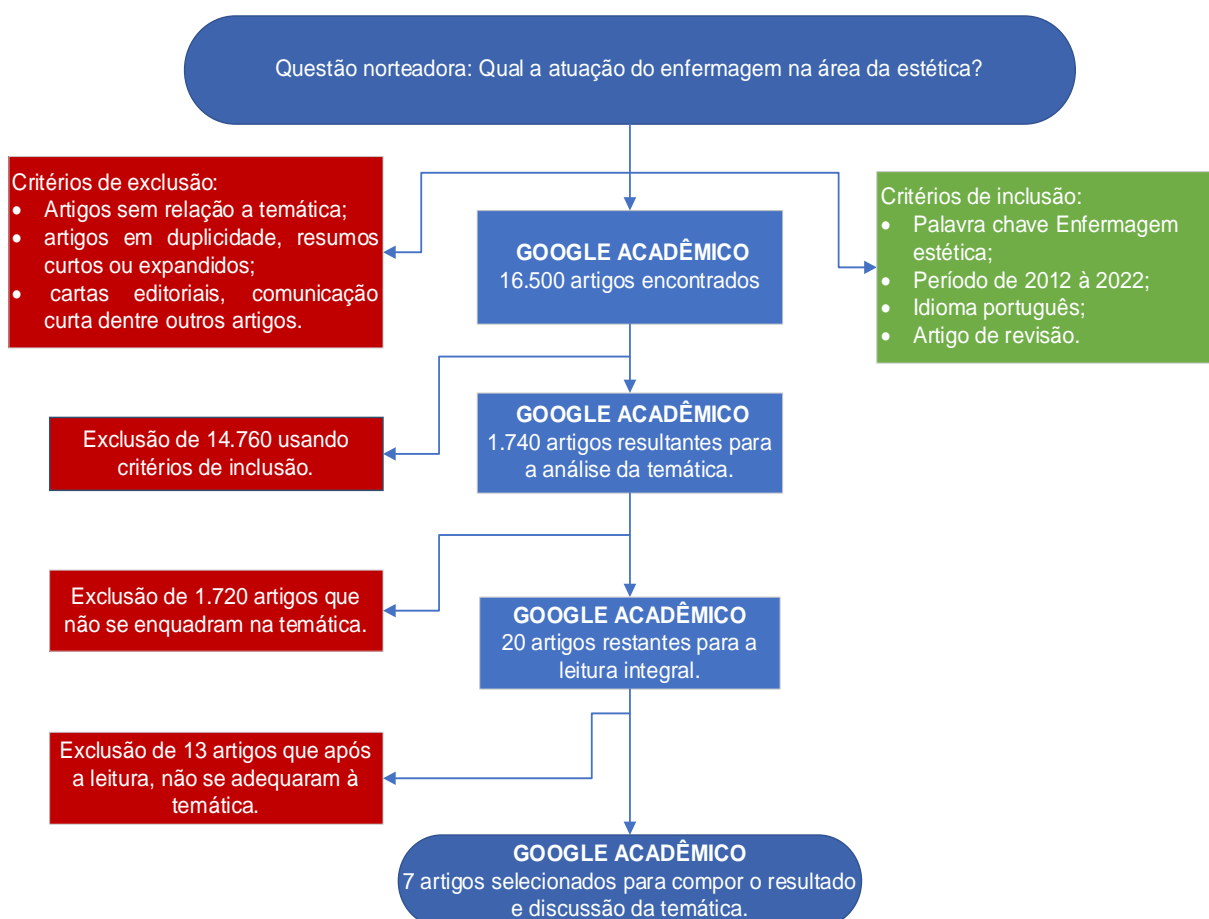 Questão norteadora: Qual a atuação do enfermagem na área da estética?
Critérios de exclusão:
• Artigos sem relação a temática;
• artigos em duplicidade, resumos
curtos ou expandidos;
• cartas editoriais, comunicação
curta dentre outros artigos.
GOOGLE ACADÊMICO
16.500 artigos encontrados
Critérios de inclusão:
• Palavra chave Enfermagem
estética;
• Período de 2012 à 2022;
• Idioma português;
• Artigo de revisão.
Exclusão de 14.760 usando
critérios de inclusão.
GOOGLE ACADÊMICO
1.740 artigos resultantes para
a análise da temática.
Exclusão de 1.720 artigos que
não se enquadram na temática.
GOOGLE ACADÊMICO
20 artigos restantes para a
leitura integral.
Exclusão de 13 artigos que após
a leitura, não se adequaram à
temática.
GOOGLE ACADÊMICO
7 artigos selecionados para compor o resultado
e discussão da temática.